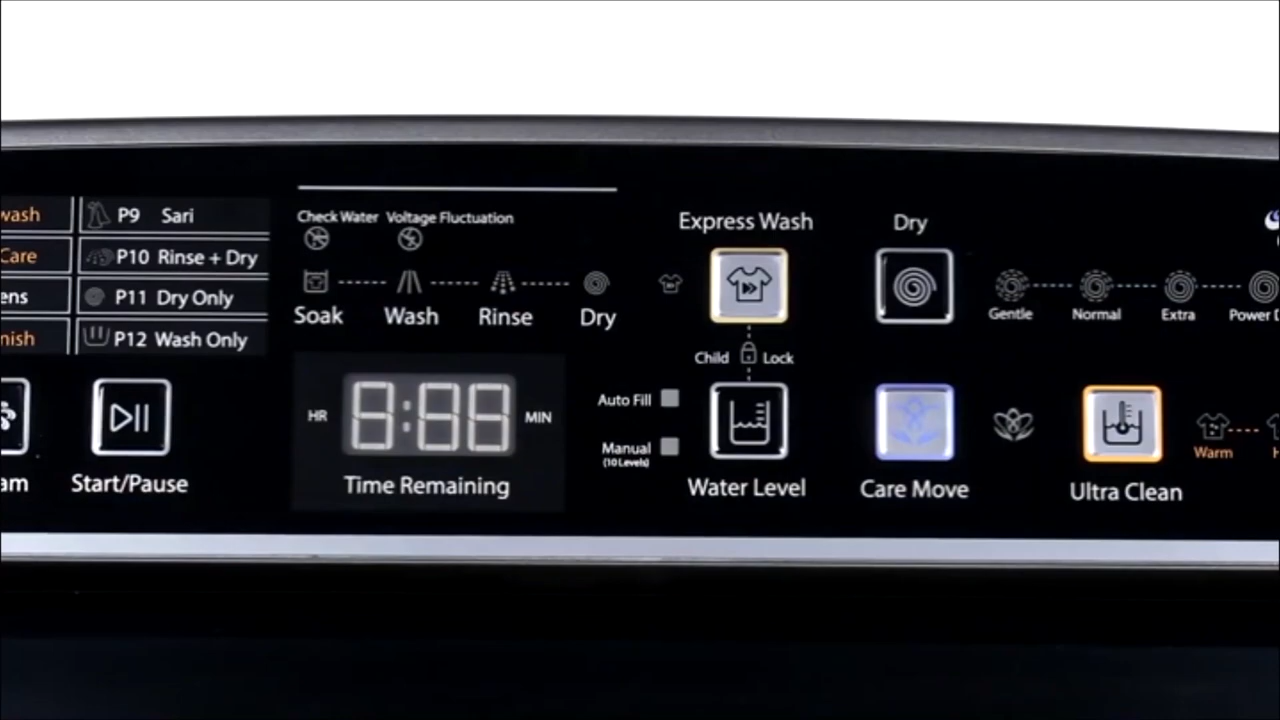 wash
P9 Sari
Care
P10 Rinse + Dry
ens
P11 Dry Only
nish
P12 Wash Only
am
Start/Pause
Check Water Voltage Fluctuation
Soak Wash Rinse Dry
HR
MIN
Time Remaining
Express Wash
Child Lock
Auto Fill
Manual
(10 Levels)
Water Level
Dry
Gentle Normal Extra Power D
Care Move
Ultra Clean
Warm H